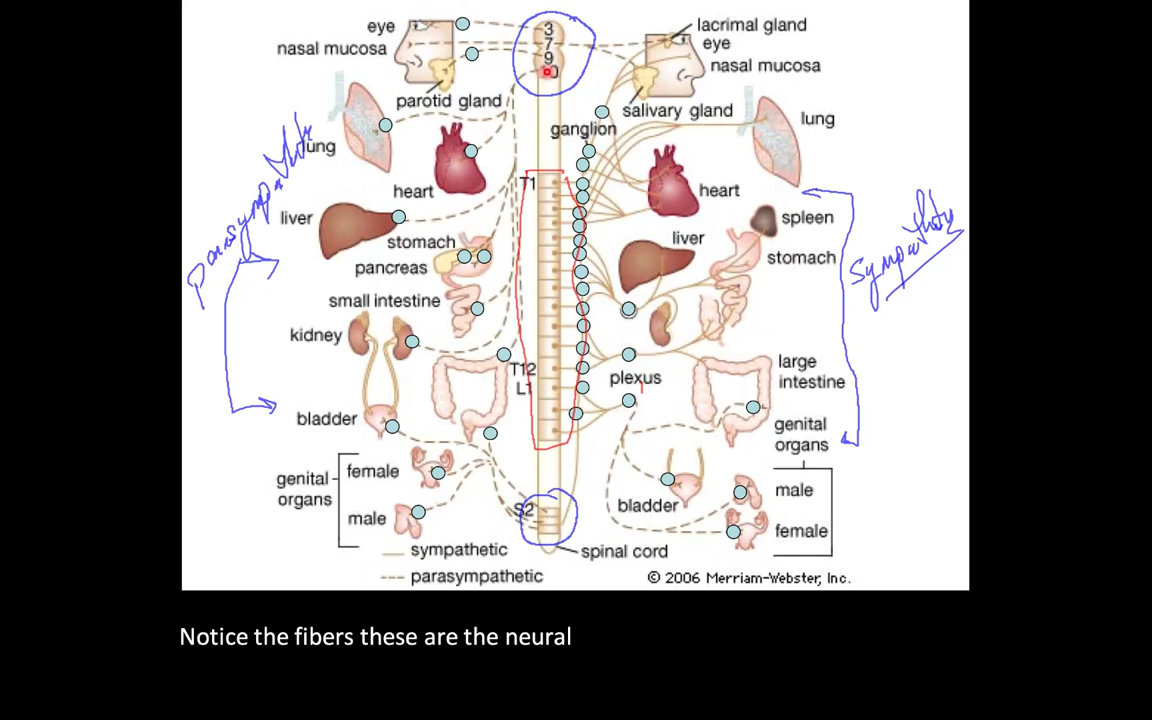 eye
nasal mucosa
parotid gland
lung
heart
liver
stomach
pancreas
small intestine
kidney
bladder
genital
organs
female
male
sympathetic
parasympathetic
Parasympathetic
3
7
9
10
ganglion
T1
T12
L1
S2
plexus
spinal cord
lacrimal gland
eye
nasal mucosa
salivary gland
lung
heart
spleen
liver
stomach
large
intestine
genital
organs
bladder
male
female
Sympathetic
© 2006 Merriam-Webster, Inc.
Notice the fibers these are the neural